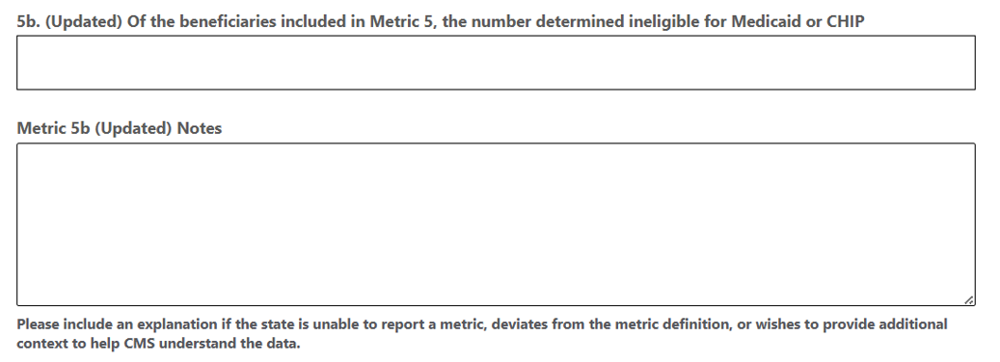 5b. (Updated) Of the beneficiaries included in Metric 5, the number determined ineligible for Medicaid or CHIP
Metric 5b (Updated) Notes
Please include an explanation if the state is unable to report a metric, deviates from the metric definition, or wishes to provide additional
context to help CMS understand the data.